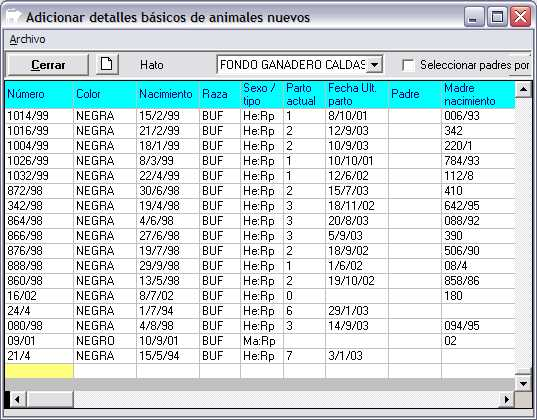 Adicionar detalles básicos de animales nuevos
Archivo
Cerrar Hato FONDO GANADERO CALDAS Seleccionar padres por
Número Color Nacimiento Raza Sexo / tipo Parto actual Fecha Ult. parto Padre Madre nacimiento
1014/99 NEGRA 15/2/99 BUF He:Rp 1 8/10/01 006/93
1016/99 NEGRA 21/2/99 BUF He:Rp 2 12/9/03 342
1004/99 NEGRA 18/1/99 BUF He:Rp 2 10/9/03 220/1
1026/99 NEGRA 8/3/99 BUF He:Rp 1 10/10/01 784/93
1032/99 NEGRA 22/4/99 BUF He:Rp 1 12/6/02 112/8
872/98 NEGRA 30/6/98 BUF He:Rp 2 15/7/03 410
342/98 NEGRA 19/4/98 BUF He:Rp 3 18/11/02 642/95
864/98 NEGRA 4/6/98 BUF He:Rp 3 20/8/03 088/92
866/98 NEGRA 27/6/98 BUF He:Rp 3 5/9/03 390
876/98 NEGRA 19/7/98 BUF He:Rp 2 18/9/02 506/90
888/98 NEGRA 29/9/98 BUF He:Rp 1 1/6/02 08/4
860/98 NEGRA 13/5/98 BUF He:Rp 2 19/10/02 858/86
16/02 NEGRA 8/7/02 BUF He:Rp 0 180
24/4 NEGRA 1/7/94 BUF He:Rp 6 29/1/03
080/98 NEGRA 4/8/98 BUF He:Rp 3 14/9/03 094/95
09/01 NEGRO 10/9/01 BUF Ma:Rp 02
21/4 NEGRA 15/5/94 BUF He:Rp 7 3/1/03